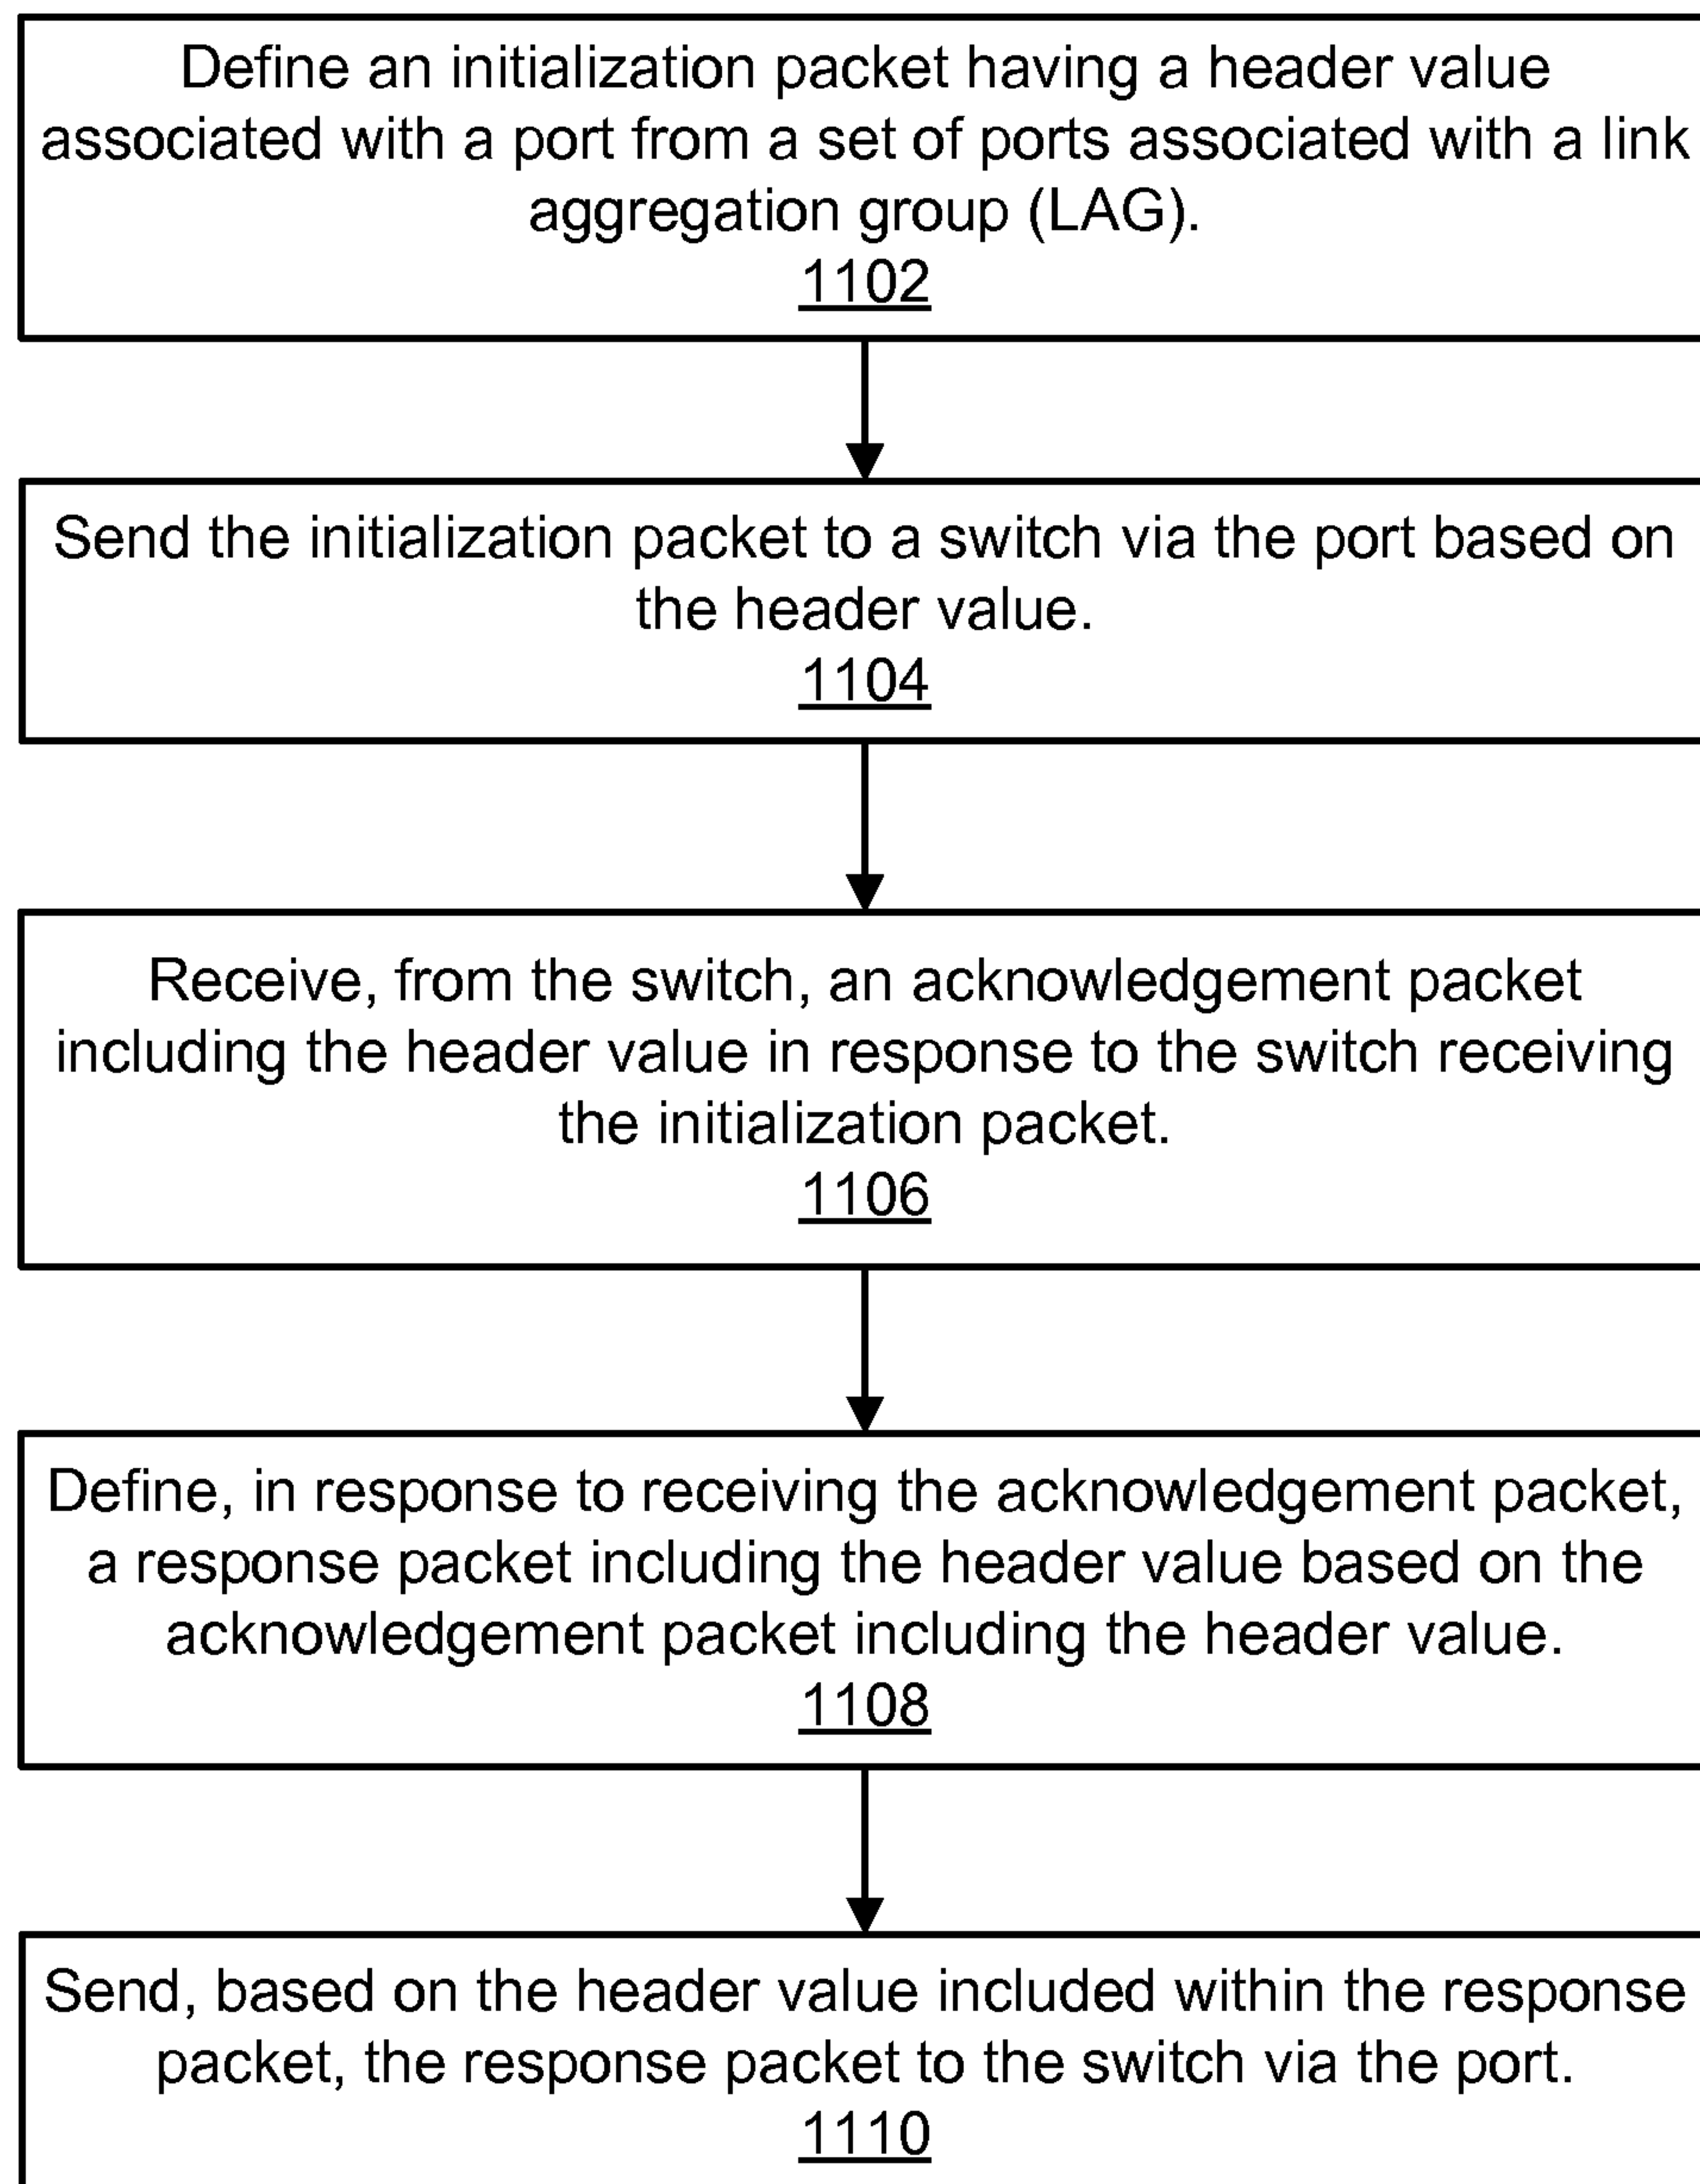 Define an initialization packet having a header value
associated with a port from a set of ports associated with a link
aggregation group (LAG).
1102
Send the initialization packet to a switch via the port based on
the header value.
1104
Receive, from the switch, an acknowledgement packet
including the header value in response to the switch receiving
the initialization packet.
1106
Define, in response to receiving the acknowledgement packet,
a response packet including the header value based on the
acknowledgement packet including the header value.
1108
Send, based on the header value included within the response
packet, the response packet to the switch via the port.
1110